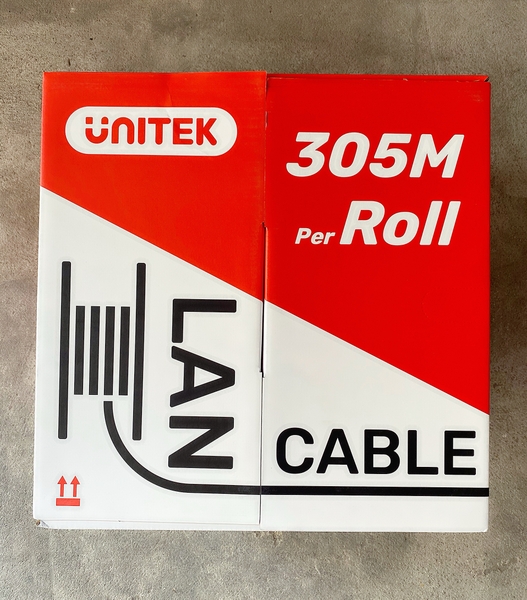 UNITEK
305M
Per Roll
LAN
CABLE